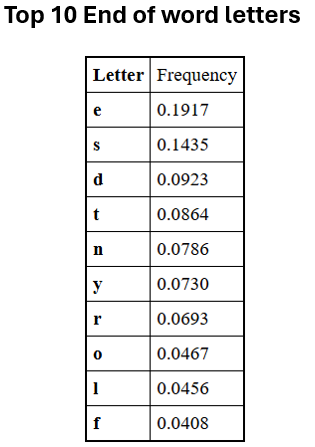 Top 10 End of word letters
Letter Frequency
e 0.1917
s 0.1435
d 0.0923
t 0.0864
n 0.0786
y 0.0730
r 0.0693
o 0.0467
l 0.0456
f 0.0408